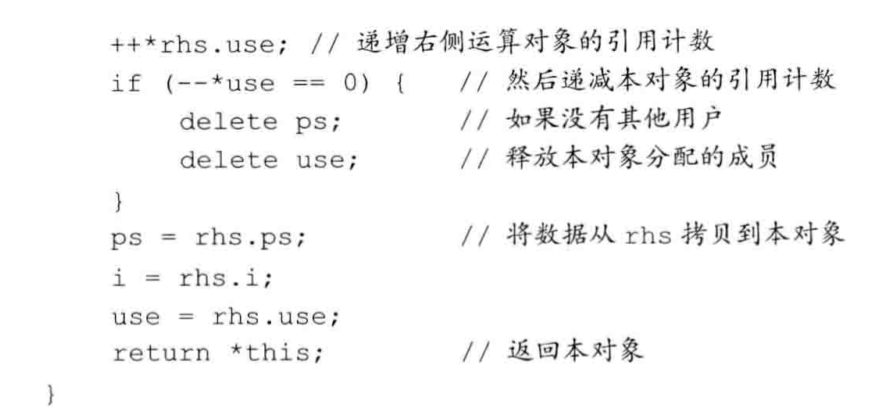 ++*rhs.use; // 递增右侧运算对象的引用计数
if (--*use == 0) { // 然后递减本对象的引用计数
delete ps; // 如果没有其他用户
delete use; // 释放本对象分配的成员
}
ps = rhs.ps; // 将数据从 rhs 拷贝到本对象
i = rhs.i;
use = rhs.use;
return *this; // 返回本对象
}